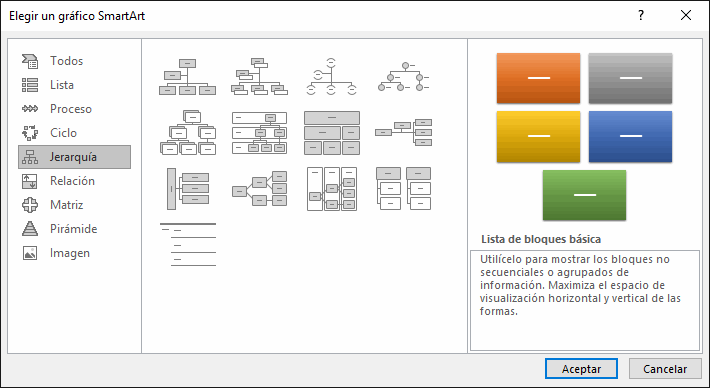 Elegir un gráfico SmartArt
?
Todos
Lista
Proceso
Ciclo
Jerarquía
Relación
Matriz
Pirámide
Imagen
Lista de bloques básica
Utilícelo para mostrar los bloques no
secuenciales o agrupados de
información. Maximiza el espacio de
visualización horizontal y vertical de las
formas.
Aceptar
Cancelar